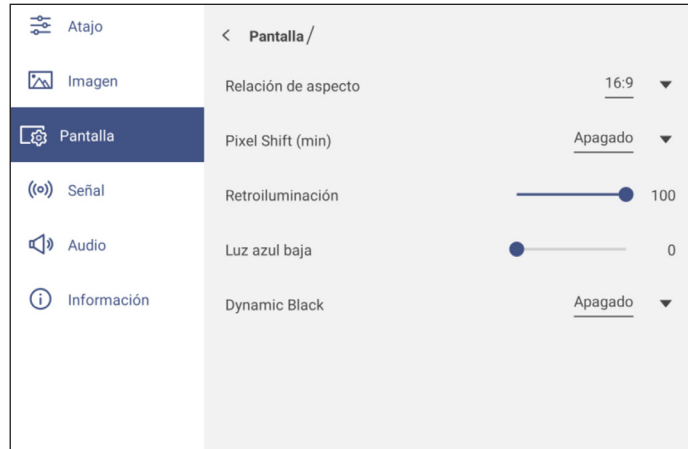 Atajo
Imagen
Pantalla
Señal
Audio
Información
< Pantalla /
Relación de aspecto 16:9
Pixel Shift (min) Apagado
Retroiluminación 100
Luz azul baja 0
Dynamic Black Apagado